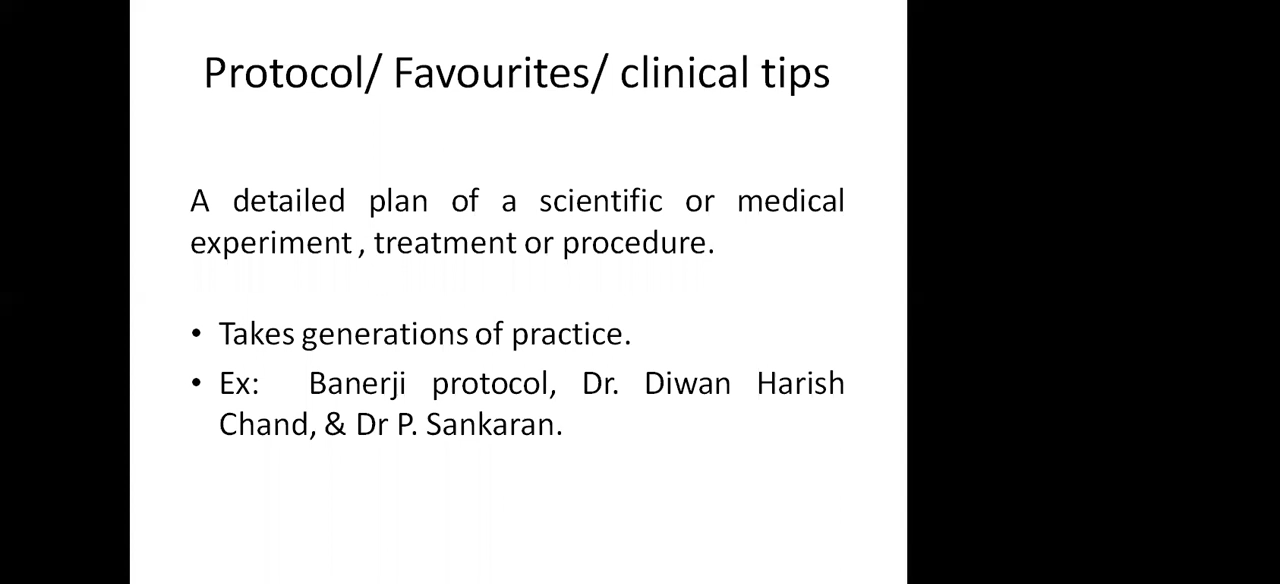 Protocol/ Favourites/ clinical tips
A detailed plan of a scientific or medical
experiment , treatment or procedure.
• Takes generations of practice.
• Ex: Banerji protocol, Dr. Diwan Harish
Chand, & Dr P. Sankaran.